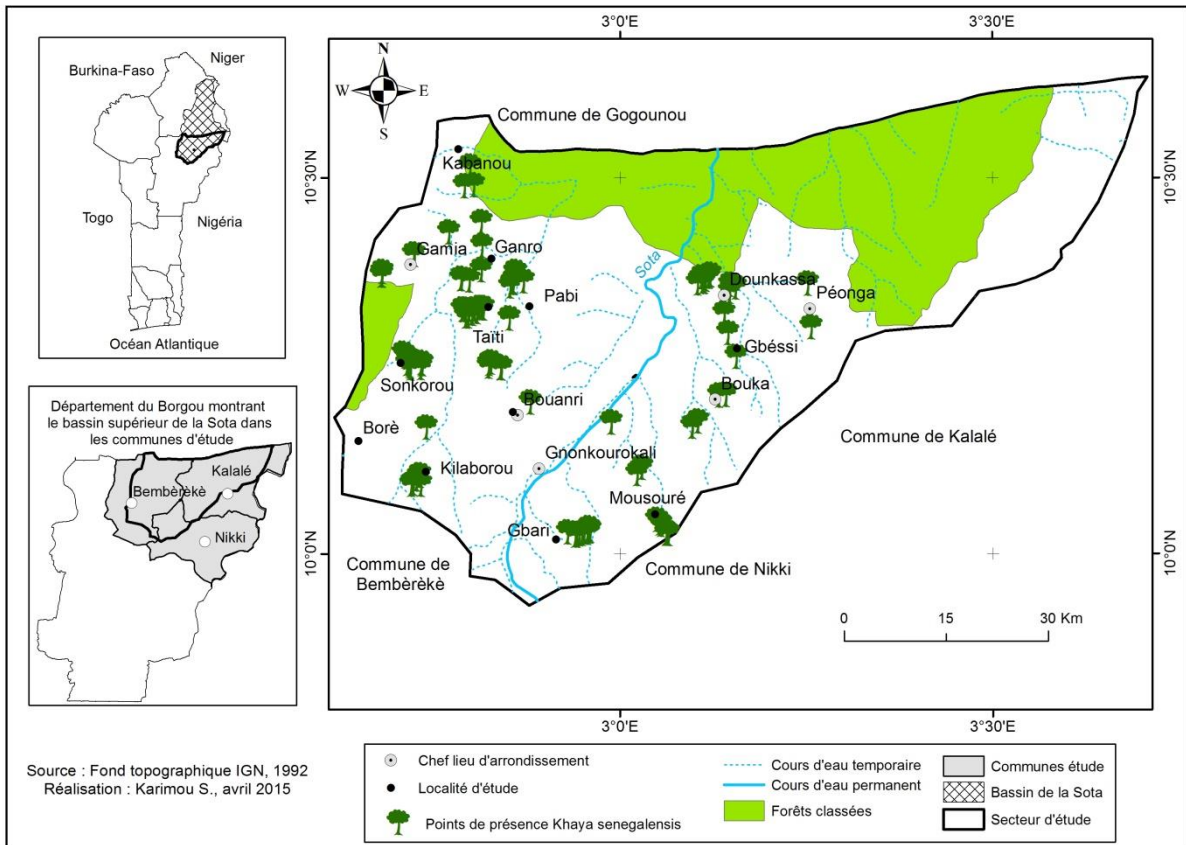 Burkina-Faso
Niger
Togo
Nigéria
Océan Atlantique
Département du Borgou montrant
le bassin supérieur de la Sota dans
les communes d'étude
Kalalé
Bembèrèkè
Nikki
3°0'E
3°30'E
N
W
E
S
Commune de Gogounou
10°30'N
10°30'N
Kabanou
Gamia
Ganro
Sota
Dounkassa
Péonga
Pabi
Taïti
Gbéssi
Sonkorou
Bouka
Bouanri
Borè
Commune de Kalalé
Gnonkourokali
Kilaborou
Mousouré
Gbari
Commune de
Bembèrèkè
Commune de Nikki
10°0'N
10°0'N
0
15
30 Km
3°0'E
3°30'E
Source : Fond topographique IGN, 1992
Réalisation : Karimou S., avril 2015
Chef lieu d'arrondissement
Localité d'étude
Points de présence Khaya senegalensis
Cours d'eau temporaire
Cours d'eau permanent
Forêts classées
Communes étude
Bassin de la Sota
Secteur d'étude